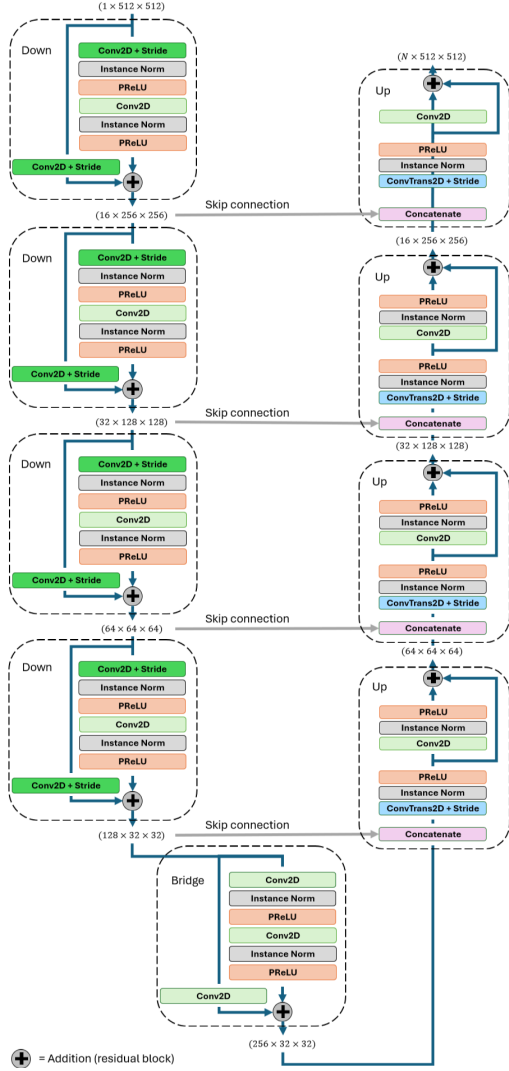 (1 × 512 × 512)
Down
Conv2D + Stride
Instance Norm
PReLU
Conv2D
Instance Norm
PReLU
Conv2D + Stride
(16 × 256 × 256)
Skip connection
Down
Conv2D + Stride
Instance Norm
PReLU
Conv2D
Instance Norm
PReLU
Conv2D + Stride
(32 × 128 × 128)
Skip connection
Down
Conv2D + Stride
Instance Norm
PReLU
Conv2D
Instance Norm
PReLU
Conv2D + Stride
(64 × 64 × 64)
Skip connection
Down
Conv2D + Stride
Instance Norm
PReLU
Conv2D
Instance Norm
PReLU
Conv2D + Stride
(128 × 32 × 32)
Skip connection
Bridge
Conv2D
Instance Norm
PReLU
Conv2D
Instance Norm
PReLU
Conv2D
(256 × 32 × 32)
(N × 512 × 512)
Up
Conv2D
PReLU
Instance Norm
ConvTrans2D + Stride
Concatenate
(16 × 256 × 256)
Up
PReLU
Instance Norm
Conv2D
PReLU
Instance Norm
ConvTrans2D + Stride
Concatenate
(32 × 128 × 128)
Up
PReLU
Instance Norm
Conv2D
PReLU
Instance Norm
ConvTrans2D + Stride
Concatenate
(64 × 64 × 64)
Up
PReLU
Instance Norm
Conv2D
PReLU
Instance Norm
ConvTrans2D + Stride
Concatenate
+ = Addition (residual block)